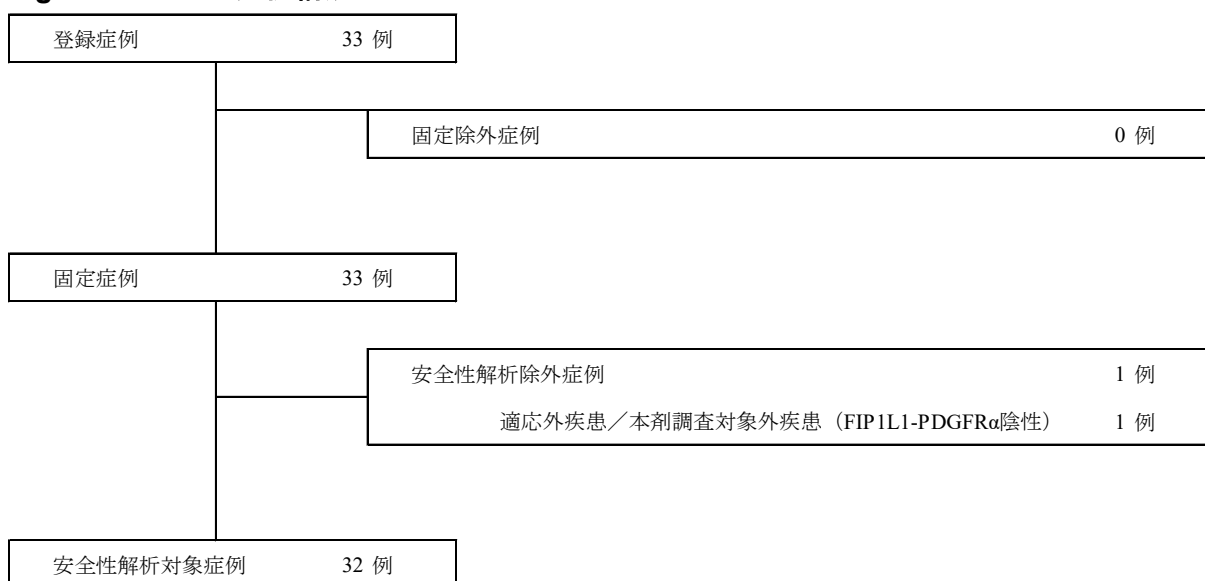 登録症例 33 例
固定除外症例 0 例
固定症例 33 例
安全性解析除外症例 1 例
適応外疾患／本剤調査対象外疾患（FIP1L1-PDGFRα陰性） 1 例
安全性解析対象症例 32 例